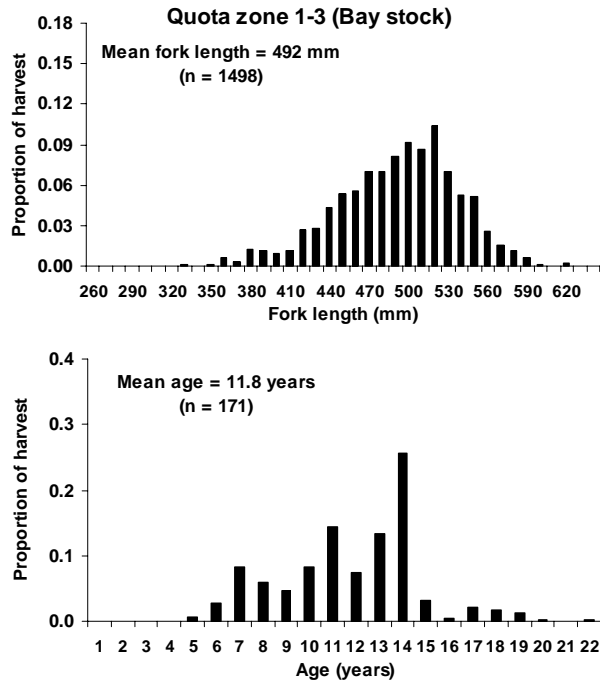 Quota zone 1-3 (Bay stock)
Mean fork length = 492 mm
(n = 1498)
Proportion of harvest
0.18
0.15
0.12
0.09
0.06
0.03
0.00
260 290 320 350 380 410 440 470 500 530 560 590 620
Fork length (mm)
Mean age = 11.8 years
(n = 171)
Proportion of harvest
0.4
0.3
0.2
0.1
0.0
1 2 3 4 5 6 7 8 9 10 11 12 13 14 15 16 17 18 19 20 21 22
Age (years)